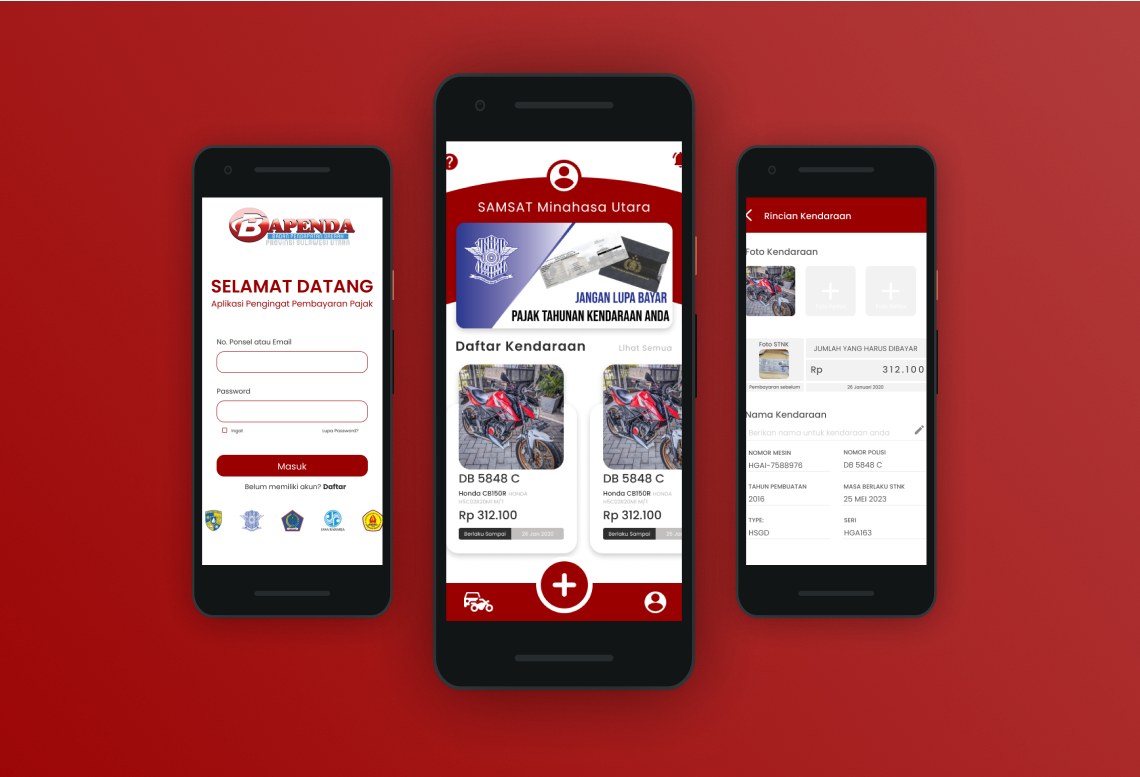 BAPENDA
BADAN PENDAPATAN DAERAH
PROVINSI SULAWESI UTARA
SELAMAT DATANG
Aplikasi Pengingat Pembayaran Pajak
No. Ponsel atau Email
Password
Ingat
Lupa Password?
Masuk
Belum memiliki akun? Daftar
JASA RAHARJA
?
SAMSAT Minahasa Utara
JANGAN LUPA BAYAR
PAJAK TAHUNAN KENDARAAN ANDA
Daftar Kendaraan
Lihat Semua
DB 5848 C
Honda CB150R HONDA
Rp 312.100
Berlaku Sampai
26 Jan 2020
DB 5848 C
Honda CB150R HONDA
Rp 312.100
Berlaku Sampai
Rincian Kendaraan
Foto Kendaraan
Foto STNK
JUMLAH YANG HARUS DIBAYAR
Rp 312.100
Pembayaran sebelum
26 Januari 2020
Nama Kendaraan
Berikan nama untuk kendaraan anda
NOMOR MESIN
HGAI-7588976
NOMOR POLISI
DB 5848 C
TAHUN PEMBUATAN
2016
MASA BERLAKU STNK
25 MEI 2023
TYPE:
HSGD
SERI
HGA163